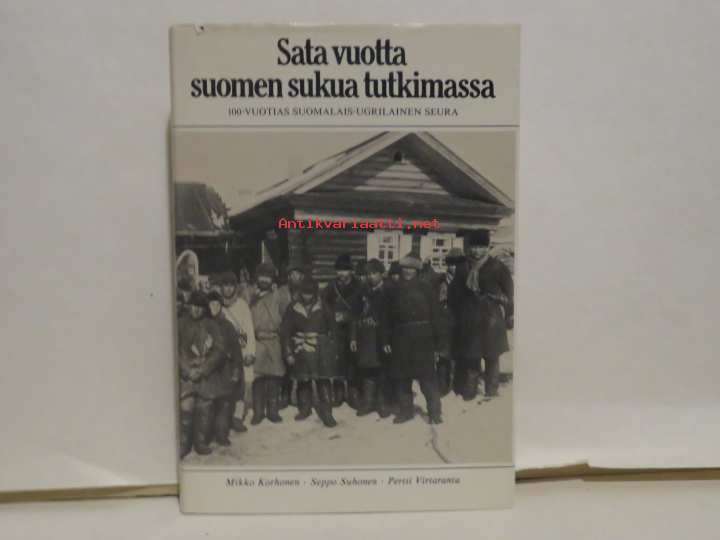 Sata vuotta
suomen sukua tutkimassa
100-VUOTIAS SUOMALAIS-UGRILAINEN SEURA
Antikvariaatti.net
Mikko Korhonen · Seppo Suhonen · Pertti Virtaranta